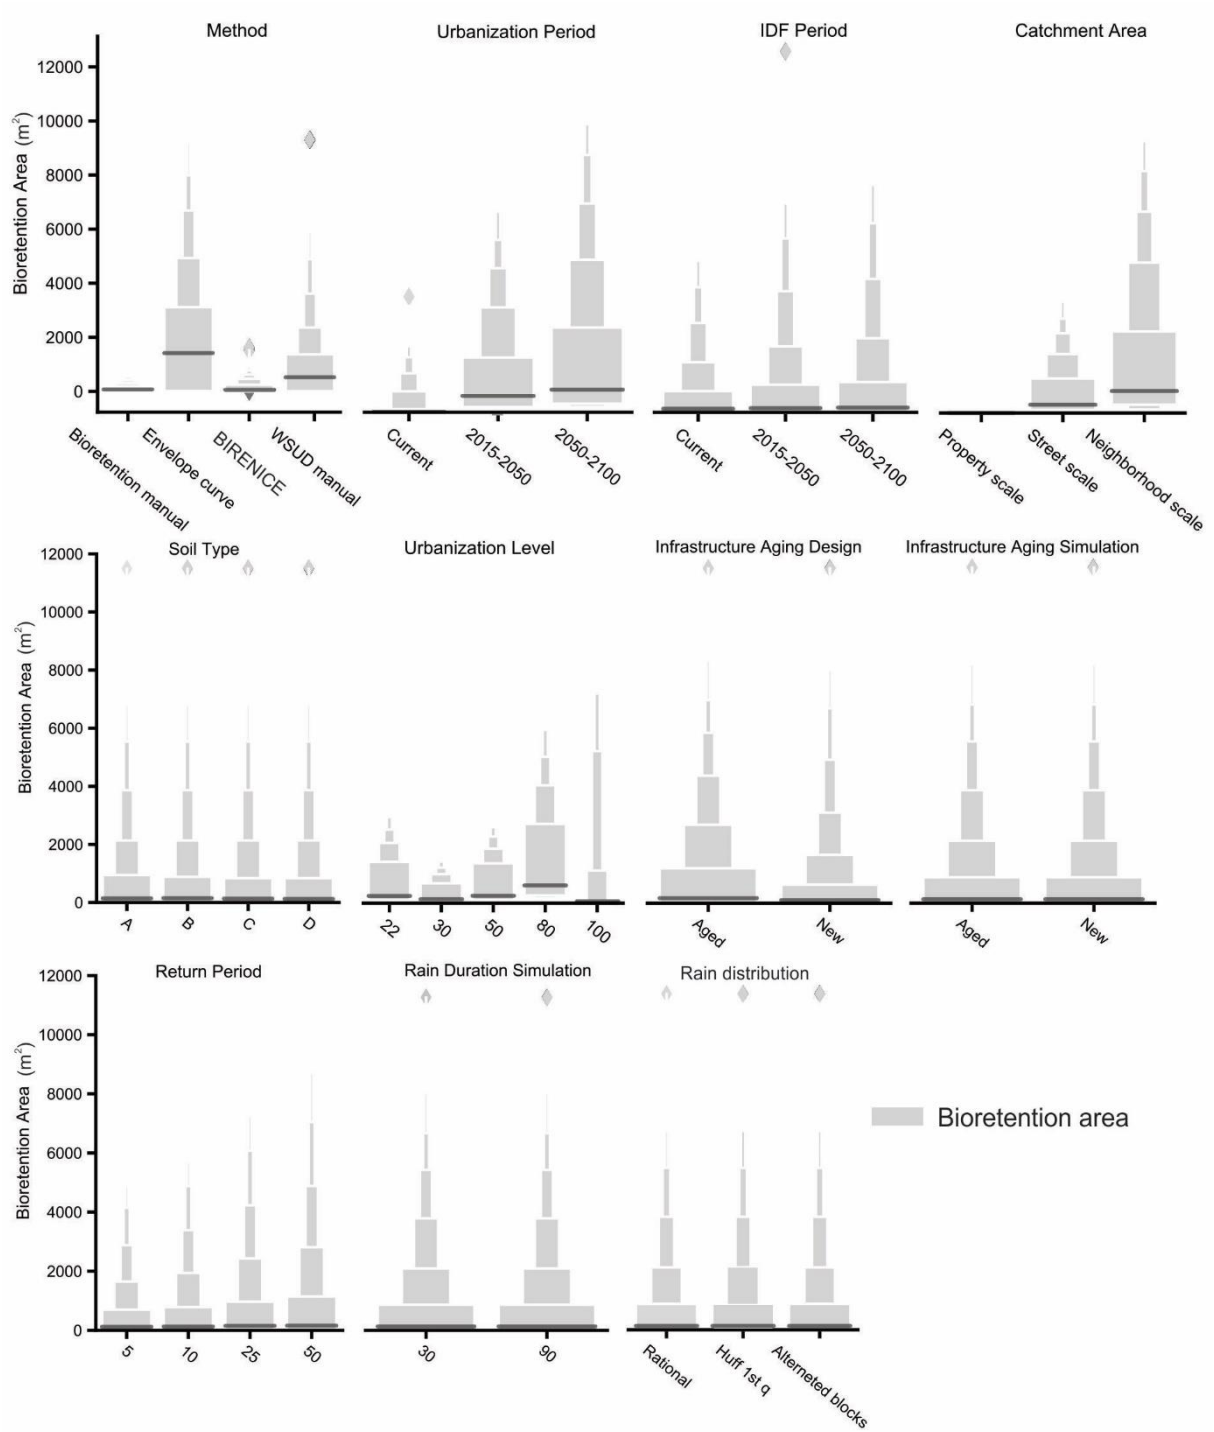 Method
Urbanization Period
IDF Period
Catchment Area
Bioretention Area (m²)
12000
10000
8000
6000
4000
2000
0
Bioretention manual
Envelope curve
BIRENICE
WSUD manual
Current
2015-2050
2050-2100
Current
2015-2050
2050-2100
Property scale
Street scale
Neighborhood scale
Soil Type
Urbanization Level
Infrastructure Aging Design
Infrastructure Aging Simulation
Bioretention Area (m²)
12000
10000
8000
6000
4000
2000
0
A
B
C
D
22
30
50
80
100
Aged
New
Aged
New
Return Period
Rain Duration Simulation
Rain distribution
Bioretention Area (m²)
12000
10000
8000
6000
4000
2000
0
5
10
25
50
30
90
Rational
Huff 1st q
Alterneted blocks
Bioretention area